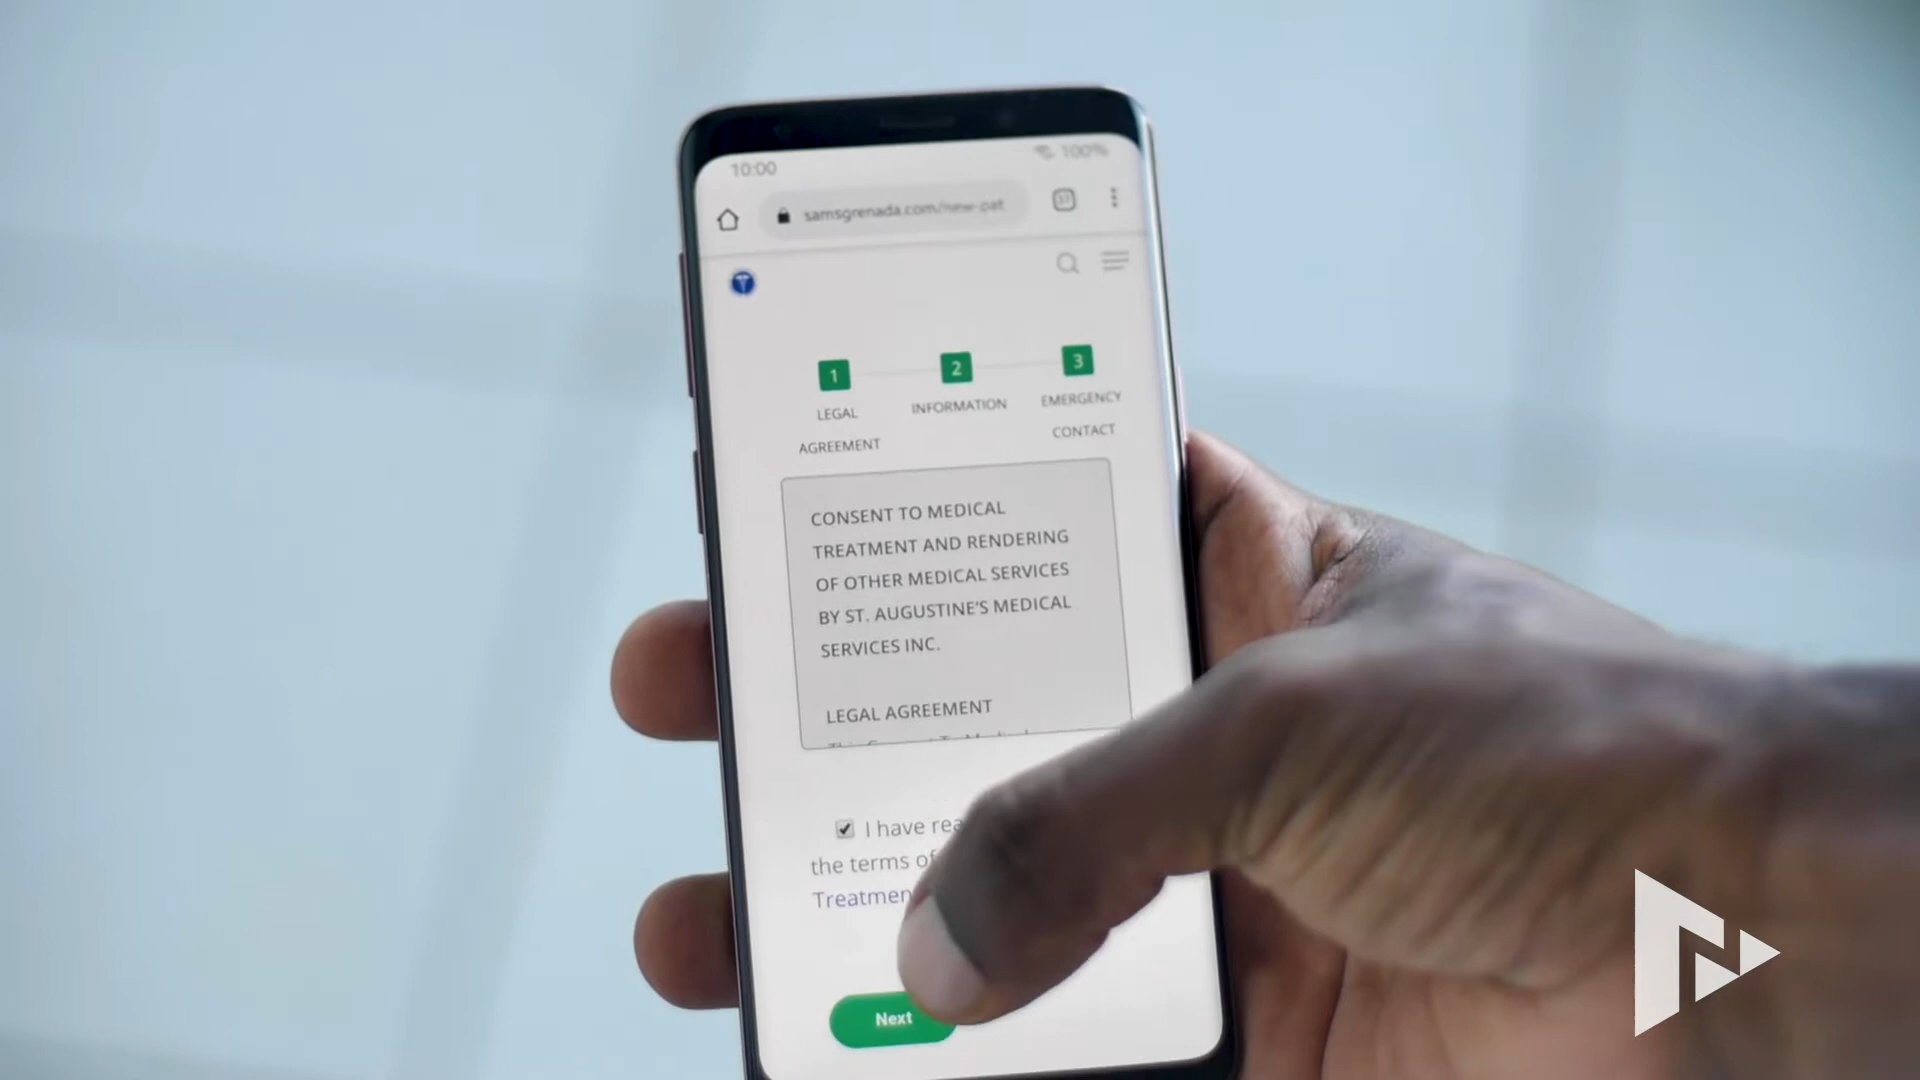 10:00
100%
samsgrenada.com/new-pat
1
2
3
LEGAL
AGREEMENT
INFORMATION
EMERGENCY
CONTACT
CONSENT TO MEDICAL
TREATMENT AND RENDERING
OF OTHER MEDICAL SERVICES
BY ST. AUGUSTINE'S MEDICAL
SERVICES INC.
LEGAL AGREEMENT
I have rea
the terms of
Treatmen
Next